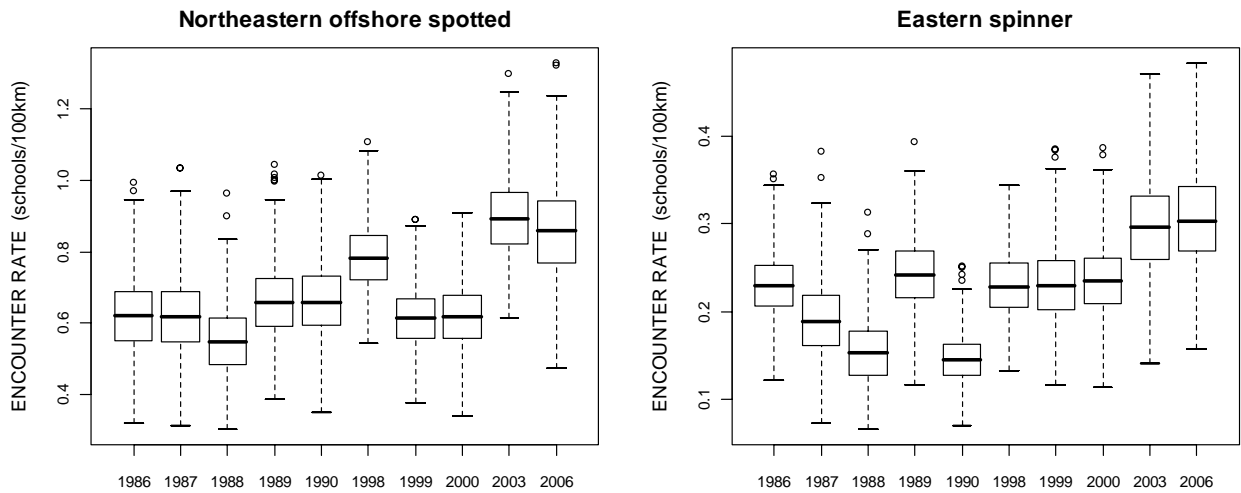 Northeastern offshore spotted
ENCOUNTER RATE (schools/100km)
1.2
1.0
0.8
0.6
0.4
1986 1987 1988 1989 1990 1998 1999 2000 2003 2006
Eastern spinner
ENCOUNTER RATE (schools/100km)
0.4
0.3
0.2
0.1
1986 1987 1988 1989 1990 1998 1999 2000 2003 2006